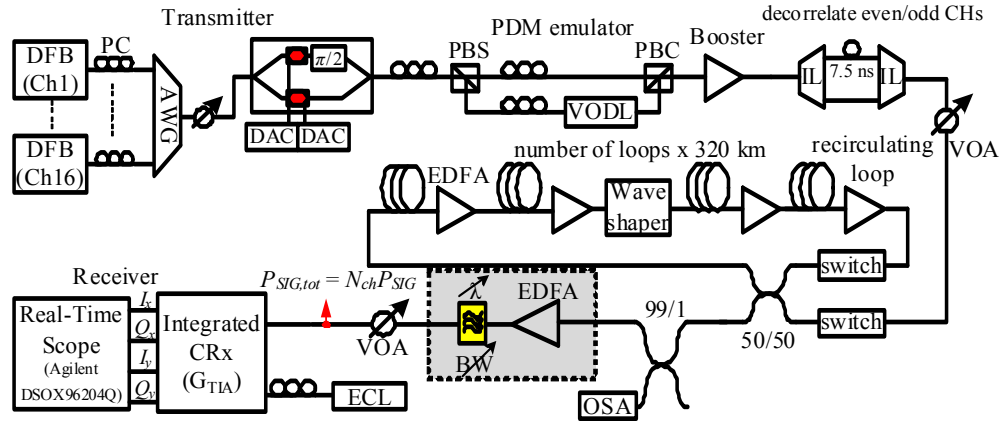 Transmitter
PDM emulator
decorrelate even/odd CHs
DFB
(Ch1)
PC
AWG
π/2
DAC
DAC
PBS
PBC
VODL
Booster
IL
7.5 ns
IL
VOA
DFB
(Ch16)
number of loops x 320 km
recirculating
loop
EDFA
Wave
shaper
switch
switch
50/50
99/1
OSA
EDFA
λ
BW
VOA
P_SIG,tot = N_ch P_SIG
Receiver
Real-Time
Scope
(Agilent
DSOX96204Q)
I_x
Q_x
I_y
Q_y
Integrated
CRx
(G_TIA)
ECL